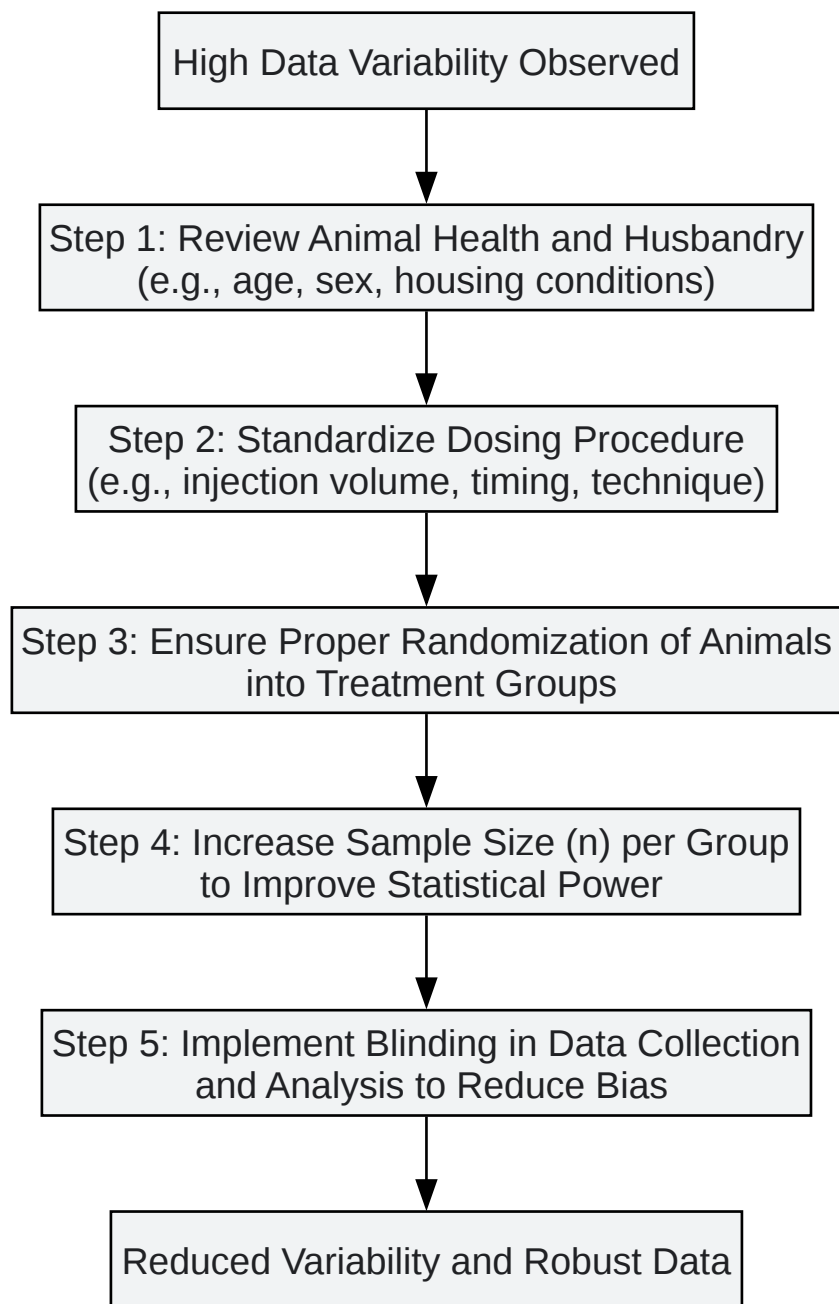 High Data Variability Observed
Step 1: Review Animal Health and Husbandry
(e.g., age, sex, housing conditions)
Step 2: Standardize Dosing Procedure
(e.g., injection volume, timing, technique)
Step 3: Ensure Proper Randomization of Animals
into Treatment Groups
Step 4: Increase Sample Size (n) per Group
to Improve Statistical Power
Step 5: Implement Blinding in Data Collection
and Analysis to Reduce Bias
Reduced Variability and Robust Data